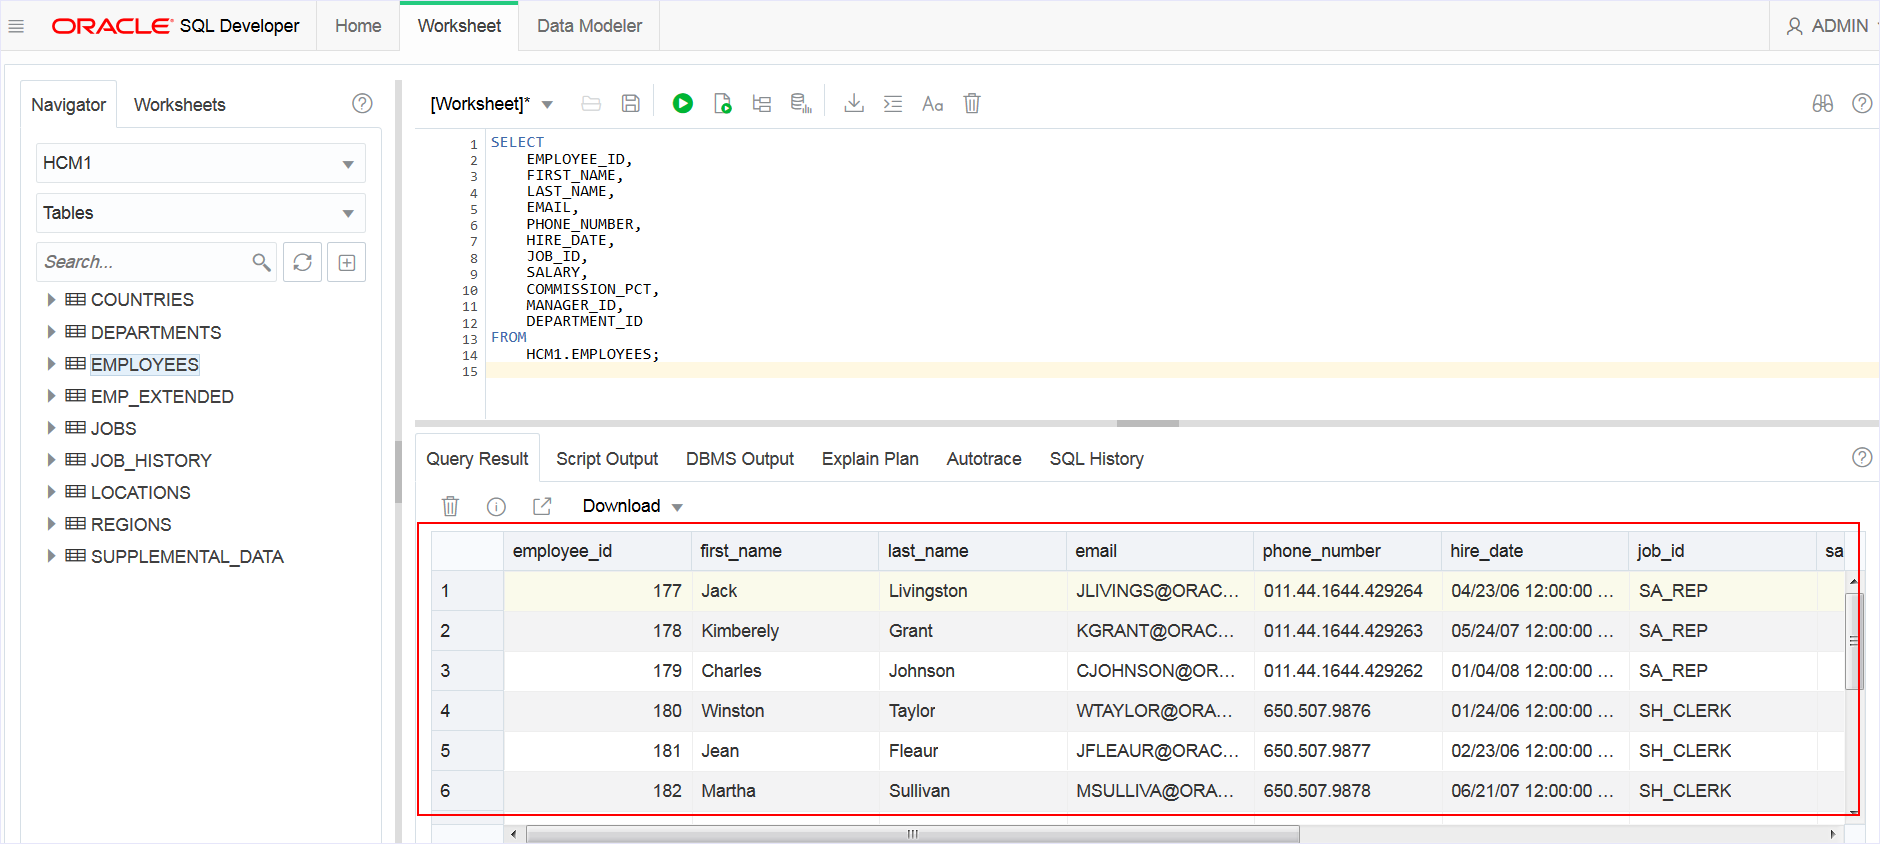 ORACLE SQL Developer Home Worksheet Data Modeler ADMIN
Navigator Worksheets
HCM1
Tables
Search...
COUNTRIES
DEPARTMENTS
EMPLOYEES
EMP_EXTENDED
JOBS
JOB_HISTORY
LOCATIONS
REGIONS
SUPPLEMENTAL_DATA
[Worksheet]* Aa
1 SELECT
2 EMPLOYEE_ID,
3 FIRST_NAME,
4 LAST_NAME,
5 EMAIL,
6 PHONE_NUMBER,
7 HIRE_DATE,
8 JOB_ID,
9 SALARY,
10 COMMISSION_PCT,
11 MANAGER_ID,
12 DEPARTMENT_ID
13 FROM
14 HCM1.EMPLOYEES;
15
Query Result Script Output DBMS Output Explain Plan Autotrace SQL History
Download
employee_id first_name last_name email phone_number hire_date job_id sa
1 177 Jack Livingston JLIVINGS@ORAC... 011.44.1644.429264 04/23/06 12:00:00 ... SA_REP
2 178 Kimberely Grant KGRANT@ORAC... 011.44.1644.429263 05/24/07 12:00:00 ... SA_REP
3 179 Charles Johnson CJOHNSON@OR... 011.44.1644.429262 01/04/08 12:00:00 ... SA_REP
4 180 Winston Taylor WTAYLOR@ORA... 650.507.9876 01/24/06 12:00:00 ... SH_CLERK
5 181 Jean Fleaur JFLEAUR@ORAC... 650.507.9877 02/23/06 12:00:00 ... SH_CLERK
6 182 Martha Sullivan MSULLIVA@ORA... 650.507.9878 06/21/07 12:00:00 ... SH_CLERK